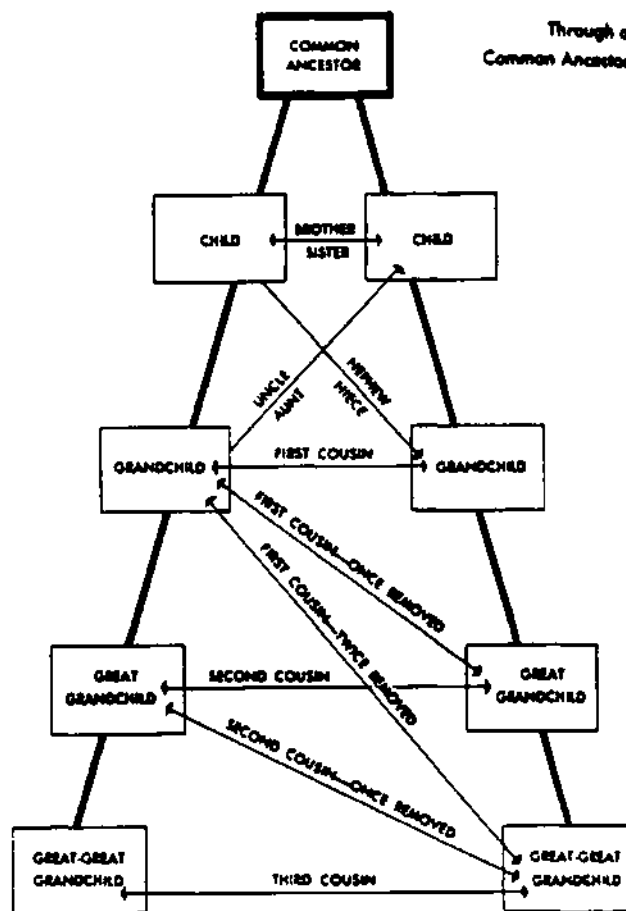 COMMON
ANCESTOR
Through a
Common Ancestor
CHILD
BROTHER
SISTER
CHILD
UNCLE
AUNT
NEPHEW
NIECE
GRANDCHILD
FIRST COUSIN
GRANDCHILD
FIRST COUSIN—ONCE REMOVED
FIRST COUSIN—TWICE REMOVED
GREAT
GRANDCHILD
SECOND COUSIN
GREAT
GRANDCHILD
SECOND COUSIN—ONCE REMOVED
GREAT-GREAT
GRANDCHILD
THIRD COUSIN
GREAT-GREAT
GRANDCHILD